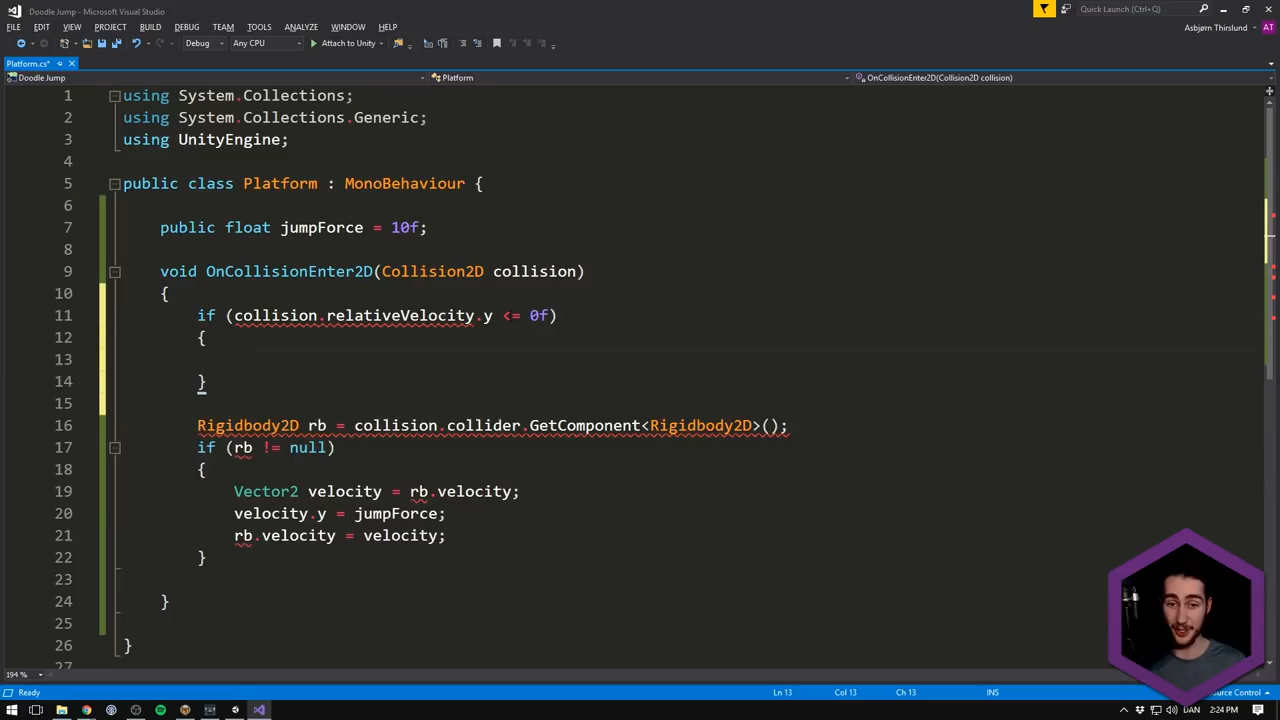 Doodle Jump - Microsoft Visual Studio
Quick Launch (Ctrl+Q)
FILE EDIT VIEW PROJECT BUILD DEBUG TEAM TOOLS ANALYZE WINDOW HELP
Asbjørn Thirslund AT
Debug Any CPU Attach to Unity
Platform.cs*
Doodle Jump Platform OnCollisionEnter2D(Collision2D collision)
1 using System.Collections;
2 using System.Collections.Generic;
3 using UnityEngine;
4
5 public class Platform : MonoBehaviour {
6
7 public float jumpForce = 10f;
8
9 void OnCollisionEnter2D(Collision2D collision)
10 {
11 if (collision.relativeVelocity.y <= 0f)
12 {
13
14 }
15
16 Rigidbody2D rb = collision.collider.GetComponent<Rigidbody2D>();
17 if (rb != null)
18 {
19 Vector2 velocity = rb.velocity;
20 velocity.y = jumpForce;
21 rb.velocity = velocity;
22 }
23
24 }
25
26 }
27
194 %
Ready Ln 13 Col 13 Ch 13 INS Source Control
DAN 2:24 PM